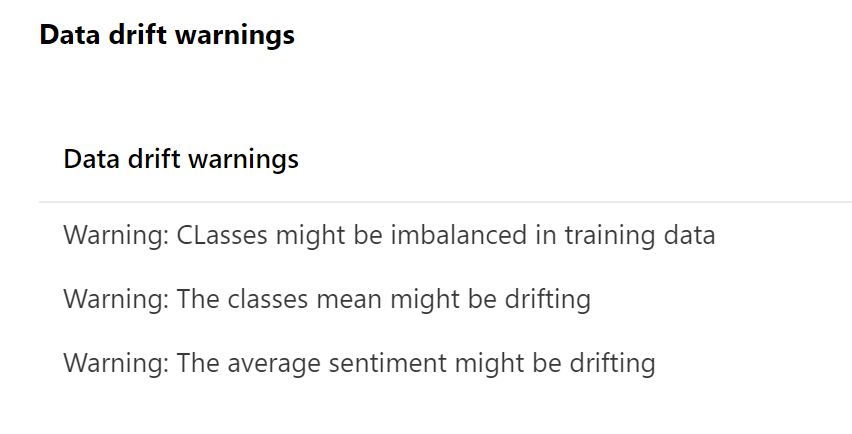 Data drift warnings
Data drift warnings
Warning: CLasses might be imbalanced in training data
Warning: The classes mean might be drifting
Warning: The average sentiment might be drifting